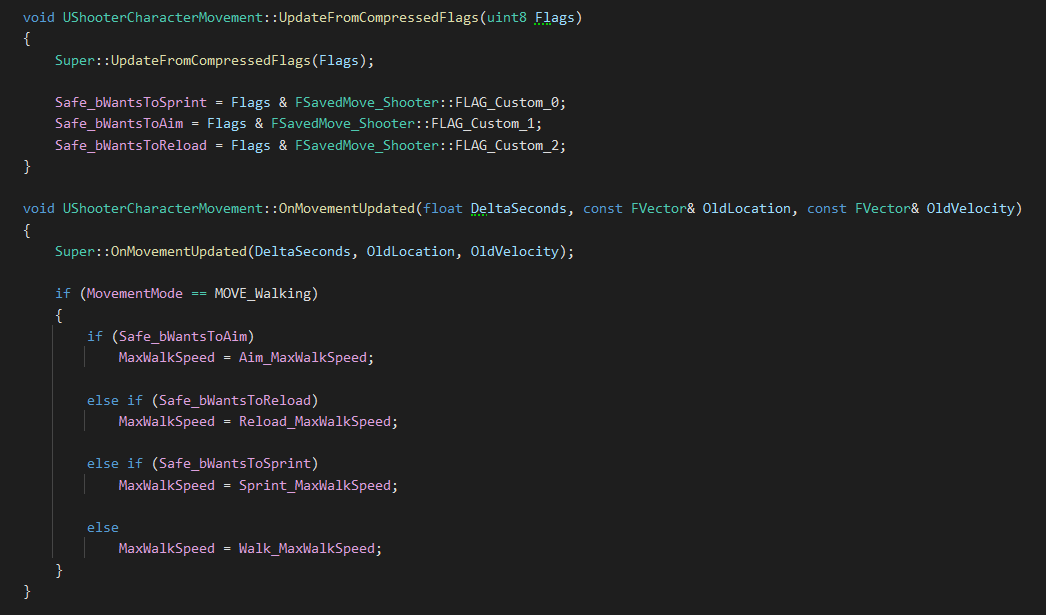 void UShooterCharacterMovement::UpdateFromCompressedFlags(uint8 Flags)
{
    Super::UpdateFromCompressedFlags(Flags);

    Safe_bWantsToSprint = Flags & FSavedMove_Shooter::FLAG_Custom_0;
    Safe_bWantsToAim = Flags & FSavedMove_Shooter::FLAG_Custom_1;
    Safe_bWantsToReload = Flags & FSavedMove_Shooter::FLAG_Custom_2;
}

void UShooterCharacterMovement::OnMovementUpdated(float DeltaSeconds, const FVector& OldLocation, const FVector& OldVelocity)
{
    Super::OnMovementUpdated(DeltaSeconds, OldLocation, OldVelocity);

    if (MovementMode == MOVE_Walking)
    {
        if (Safe_bWantsToAim)
            MaxWalkSpeed = Aim_MaxWalkSpeed;

        else if (Safe_bWantsToReload)
            MaxWalkSpeed = Reload_MaxWalkSpeed;

        else if (Safe_bWantsToSprint)
            MaxWalkSpeed = Sprint_MaxWalkSpeed;

        else
            MaxWalkSpeed = Walk_MaxWalkSpeed;
    }
}